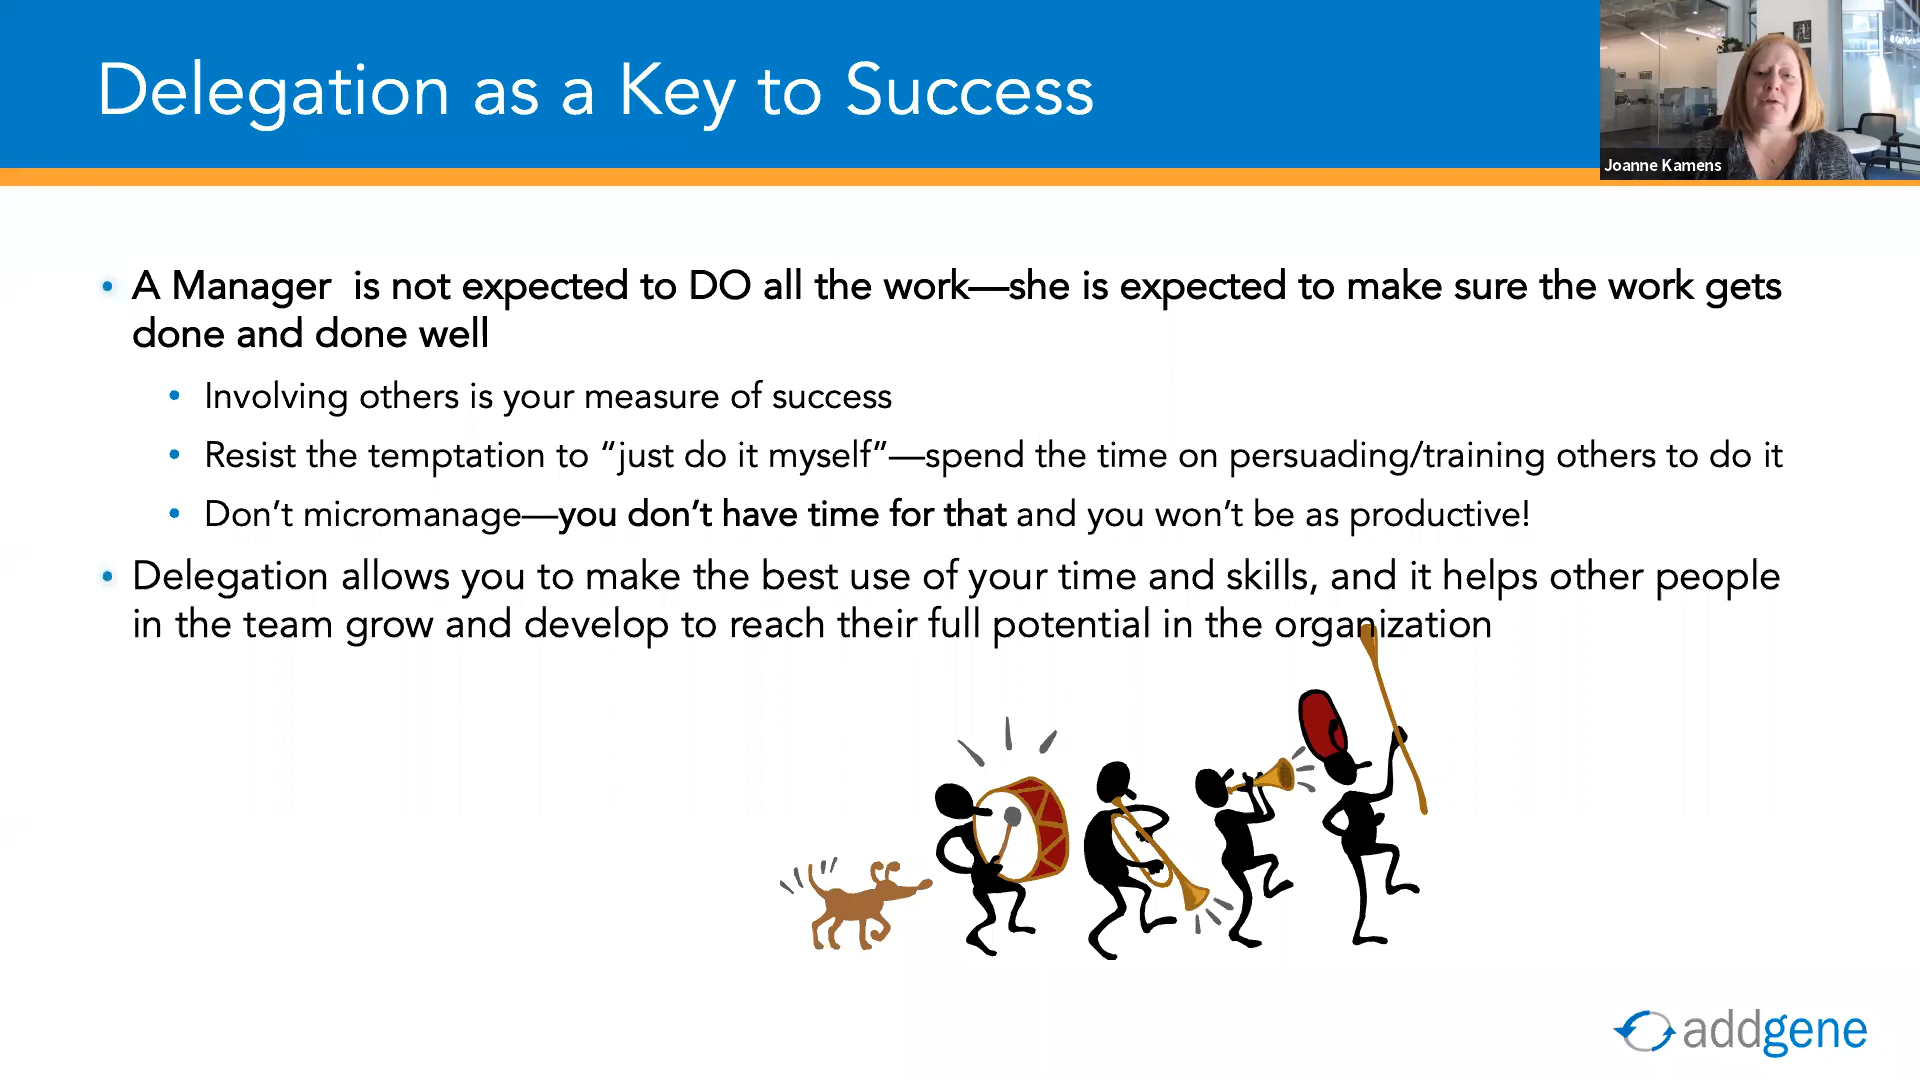 Delegation as a Key to Success
Joanne Kamens
• A Manager  is not expected to DO all the work—she is expected to make sure the work gets
done and done well
• Involving others is your measure of success
• Resist the temptation to “just do it myself”—spend the time on persuading/training others to do it
• Don’t micromanage—you don’t have time for that and you won’t be as productive!
• Delegation allows you to make the best use of your time and skills, and it helps other people
in the team grow and develop to reach their full potential in the organization
addgene